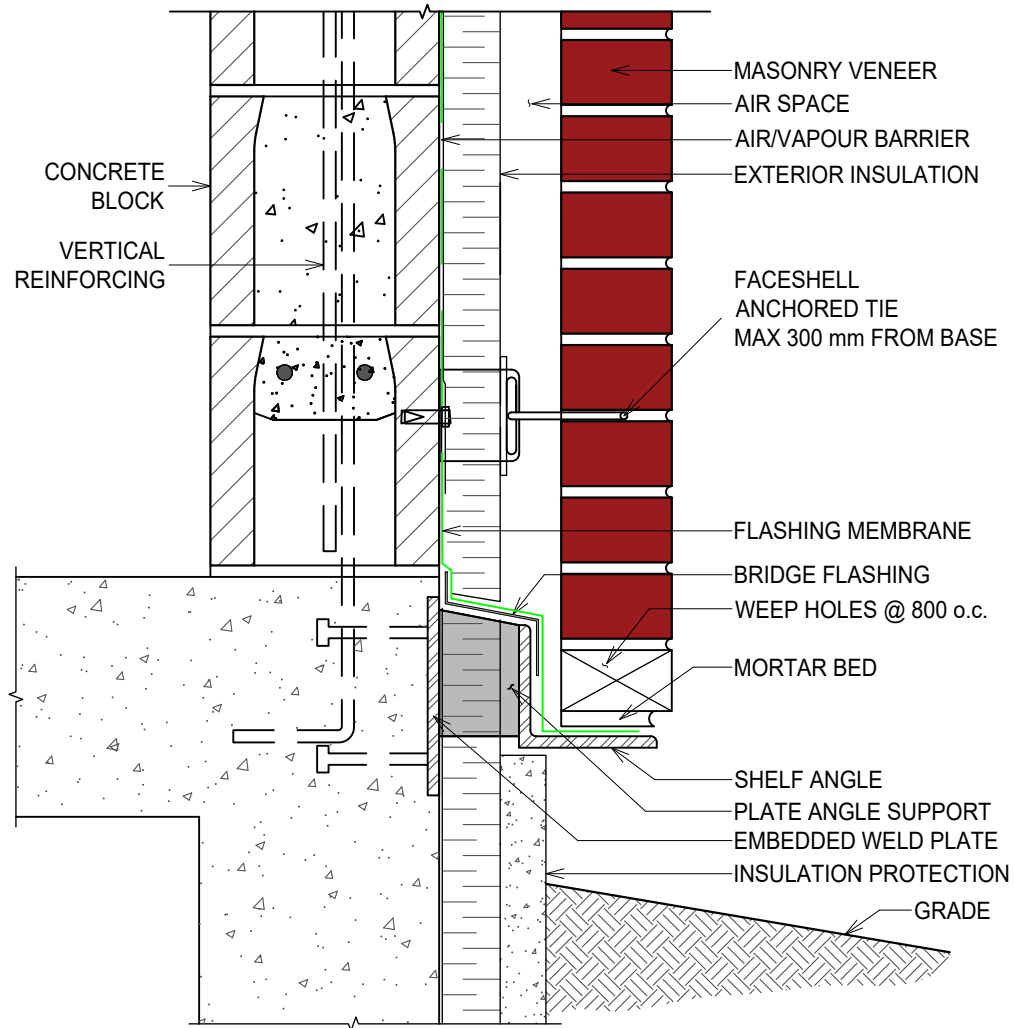 MASONRY VENEER
AIR SPACE
AIR/VAPOUR BARRIER
EXTERIOR INSULATION
CONCRETE
BLOCK
VERTICAL
REINFORCING
FACESHELL
ANCHORED TIE
MAX 300 mm FROM BASE
FLASHING MEMBRANE
BRIDGE FLASHING
WEEP HOLES @ 800 o.c.
MORTAR BED
SHELF ANGLE
PLATE ANGLE SUPPORT
EMBEDDED WELD PLATE
INSULATION PROTECTION
GRADE